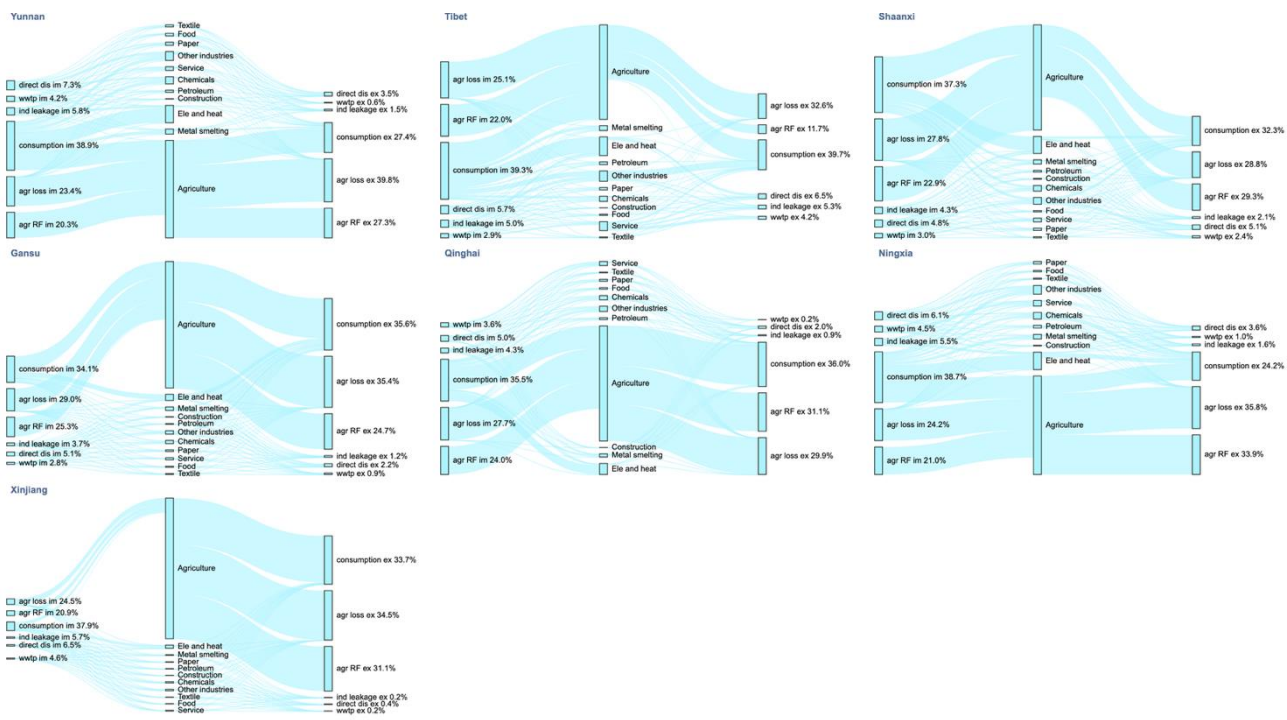 Yunnan
direct dis im 7.3%
wwtp im 4.2%
ind leakage im 5.8%
consumption im 38.9%
agr loss im 23.4%
agr RF im 20.3%
Textile
Food
Paper
Other industries
Service
Chemicals
Petroleum
Construction
Ele and heat
Metal smelting
Agriculture
direct dis ex 3.5%
wwtp ex 0.6%
ind leakage ex 1.5%
consumption ex 27.4%
agr loss ex 39.8%
agr RF ex 27.3%
Tibet
agr loss im 25.1%
agr RF im 22.0%
consumption im 39.3%
direct dis im 5.7%
ind leakage im 5.0%
wwtp im 2.9%
Agriculture
Metal smelting
Ele and heat
Petroleum
Other industries
Paper
Chemicals
Construction
Food
Service
Textile
agr loss ex 32.6%
agr RF ex 11.7%
consumption ex 39.7%
direct dis ex 6.5%
ind leakage ex 5.3%
wwtp ex 4.2%
Shaanxi
consumption im 37.3%
agr loss im 27.8%
agr RF im 22.9%
ind leakage im 4.3%
direct dis im 4.8%
wwtp im 3.0%
Agriculture
Ele and heat
Metal smelting
Petroleum
Construction
Chemicals
Other industries
Food
Service
Paper
Textile
consumption ex 32.3%
agr loss ex 28.8%
agr RF ex 29.3%
ind leakage ex 2.1%
direct dis ex 5.1%
wwtp ex 2.4%
Gansu
consumption im 34.1%
agr loss im 29.0%
agr RF im 25.3%
ind leakage im 3.7%
direct dis im 5.1%
wwtp im 2.8%
Agriculture
Ele and heat
Metal smelting
Construction
Petroleum
Other industries
Chemicals
Paper
Service
Food
Textile
consumption ex 35.6%
agr loss ex 35.4%
agr RF ex 24.7%
ind leakage ex 1.2%
direct dis ex 2.2%
wwtp ex 0.9%
Qinghai
wwtp im 3.6%
direct dis im 5.0%
ind leakage im 4.3%
consumption im 35.5%
agr loss im 27.7%
agr RF im 24.0%
Service
Textile
Paper
Food
Chemicals
Other industries
Petroleum
Agriculture
Construction
Metal smelting
Ele and heat
wwtp ex 0.2%
direct dis ex 2.0%
ind leakage ex 0.9%
consumption ex 36.0%
agr RF ex 31.1%
agr loss ex 29.9%
Ningxia
direct dis im 6.1%
wwtp im 4.5%
ind leakage im 5.5%
consumption im 38.7%
agr loss im 24.2%
agr RF im 21.0%
Paper
Food
Textile
Other industries
Service
Chemicals
Petroleum
Metal smelting
Construction
Ele and heat
Agriculture
direct dis ex 3.6%
wwtp ex 1.0%
ind leakage ex 1.6%
consumption ex 24.2%
agr loss ex 35.8%
agr RF ex 33.9%
Xinjiang
agr loss im 24.5%
agr RF im 20.9%
consumption im 37.9%
ind leakage im 5.7%
direct dis im 6.5%
wwtp im 4.6%
Agriculture
Ele and heat
Metal smelting
Paper
Petroleum
Construction
Chemicals
Other industries
Textile
Food
Service
consumption ex 33.7%
agr loss ex 34.5%
agr RF ex 31.1%
ind leakage ex 0.2%
direct dis ex 0.4%
wwtp ex 0.2%